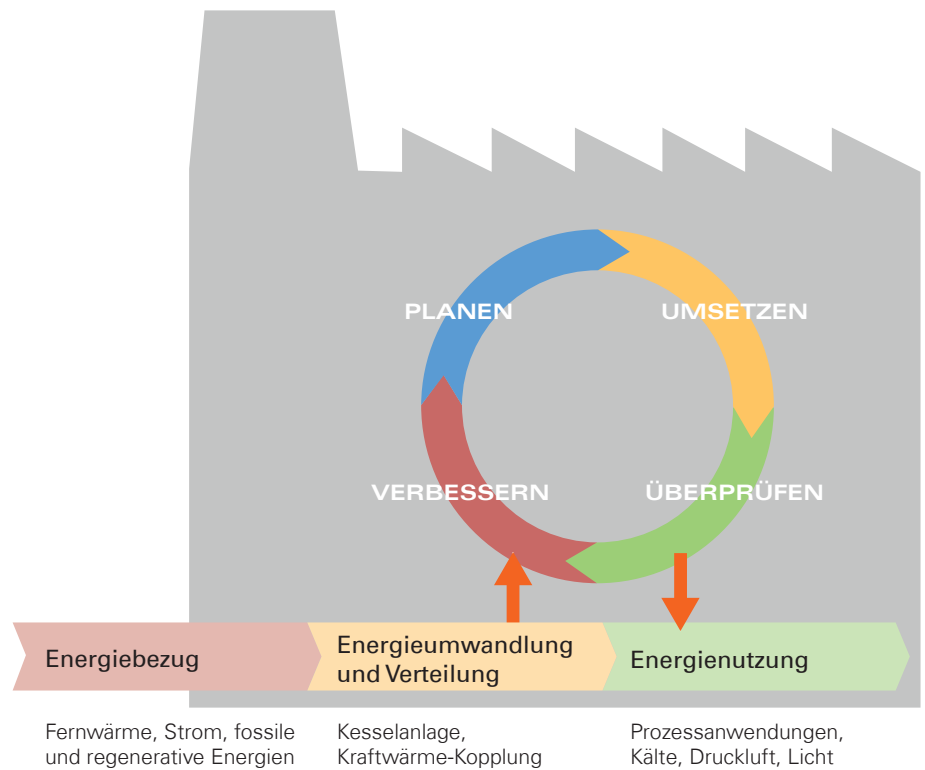 PLANEN
UMSETZEN
VERBESSERN
ÜBERPRÜFEN
Energiebezug
Energieumwandlung
und Verteilung
Energienutzung
Fernwärme, Strom, fossile
und regenerative Energien
Kesselanlage,
Kraftwärme-Kopplung
Prozessanwendungen,
Kälte, Druckluft, Licht